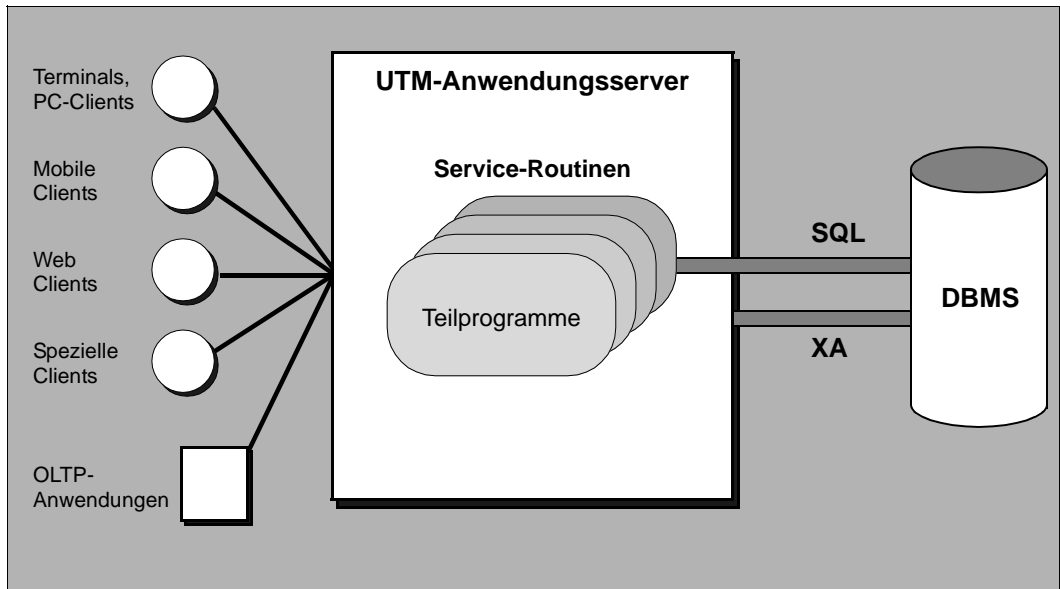 Terminals,
PC-Clients
Mobile
Clients
Web
Clients
Spezielle
Clients
OLTP-
Anwendungen
UTM-Anwendungsserver
Service-Routinen
Teilprogramme
SQL
XA
DBMS